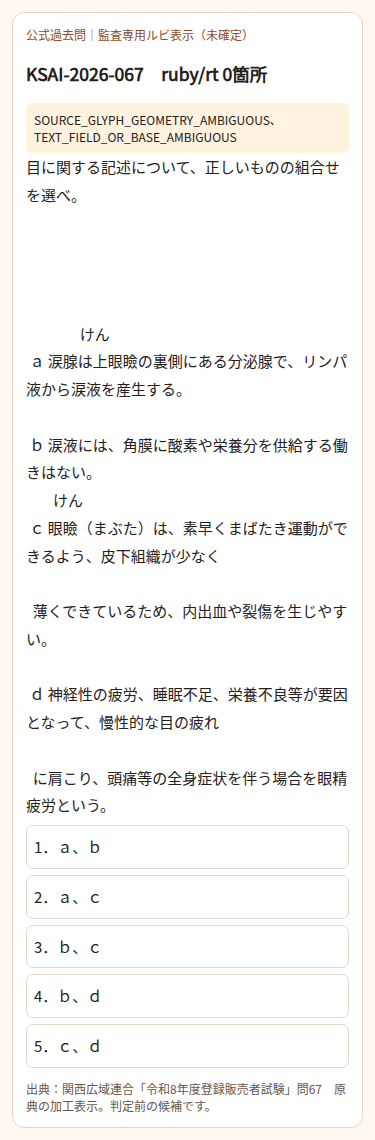 公式過去問｜監査専用ルビ表示（未確定）
KSAI-2026-067　ruby/rt 0箇所
SOURCE_GLYPH_GEOMETRY_AMBIGUOUS、
TEXT_FIELD_OR_BASE_AMBIGUOUS
目に関する記述について、正しいものの組合せ
を選べ。
けん
ａ 涙腺は上眼瞼の裏側にある分泌腺で、リンパ
液から涙液を産生する。
ｂ 涙液には、角膜に酸素や栄養分を供給する働
きはない。
けん
ｃ 眼瞼（まぶた）は、素早くまばたき運動がで
きるよう、皮下組織が少なく
薄くできているため、内出血や裂傷を生じやす
い。
ｄ 神経性の疲労、睡眠不足、栄養不良等が要因
となって、慢性的な目の疲れ
に肩こり、頭痛等の全身症状を伴う場合を眼精
疲労という。
1．ａ、ｂ
2．ａ、ｃ
3．ｂ、ｃ
4．ｂ、ｄ
5．ｃ、ｄ
出典：関西広域連合「令和8年度登録販売者試験」問67　原
典の加工表示。判定前の候補です。